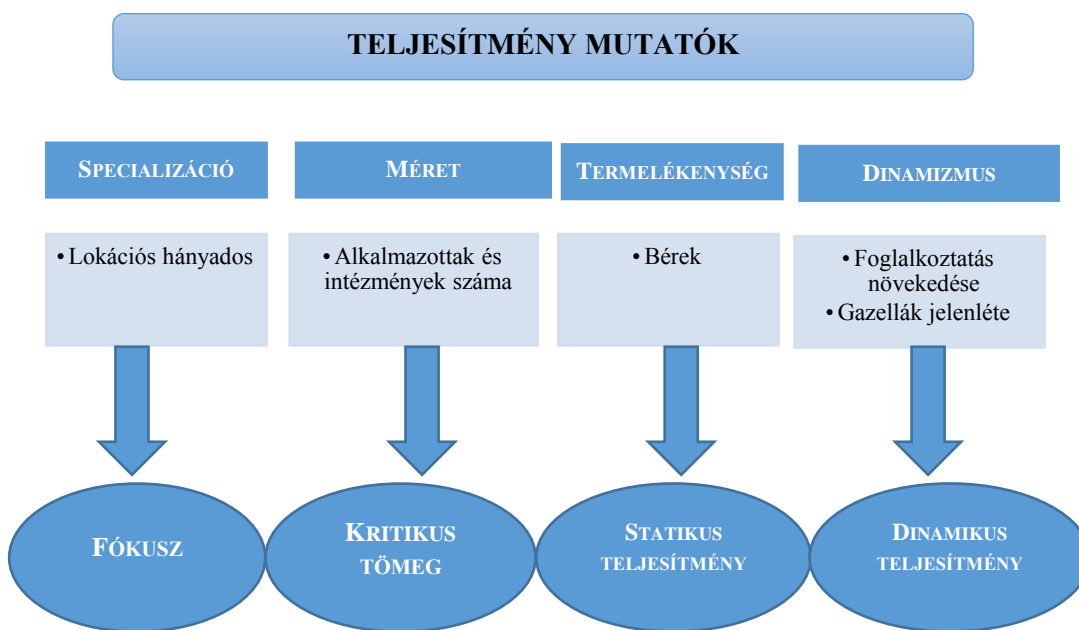 TELJESÍTMÉNY MUTATÓK
SPECIALIZÁCIÓ
MÉRET
TERMELÉKENYSÉG
DINAMIZMUS
• Lokációs hányados
• Alkalmazottak és
intézmények száma
• Bérek
• Foglalkoztatás
növekedése
• Gazellák jelenléte
FÓKUSZ
KRITIKUS
TÖMEG
STATIKUS
TELJESÍTMÉNY
DINAMIKUS
TELJESÍTMÉNY